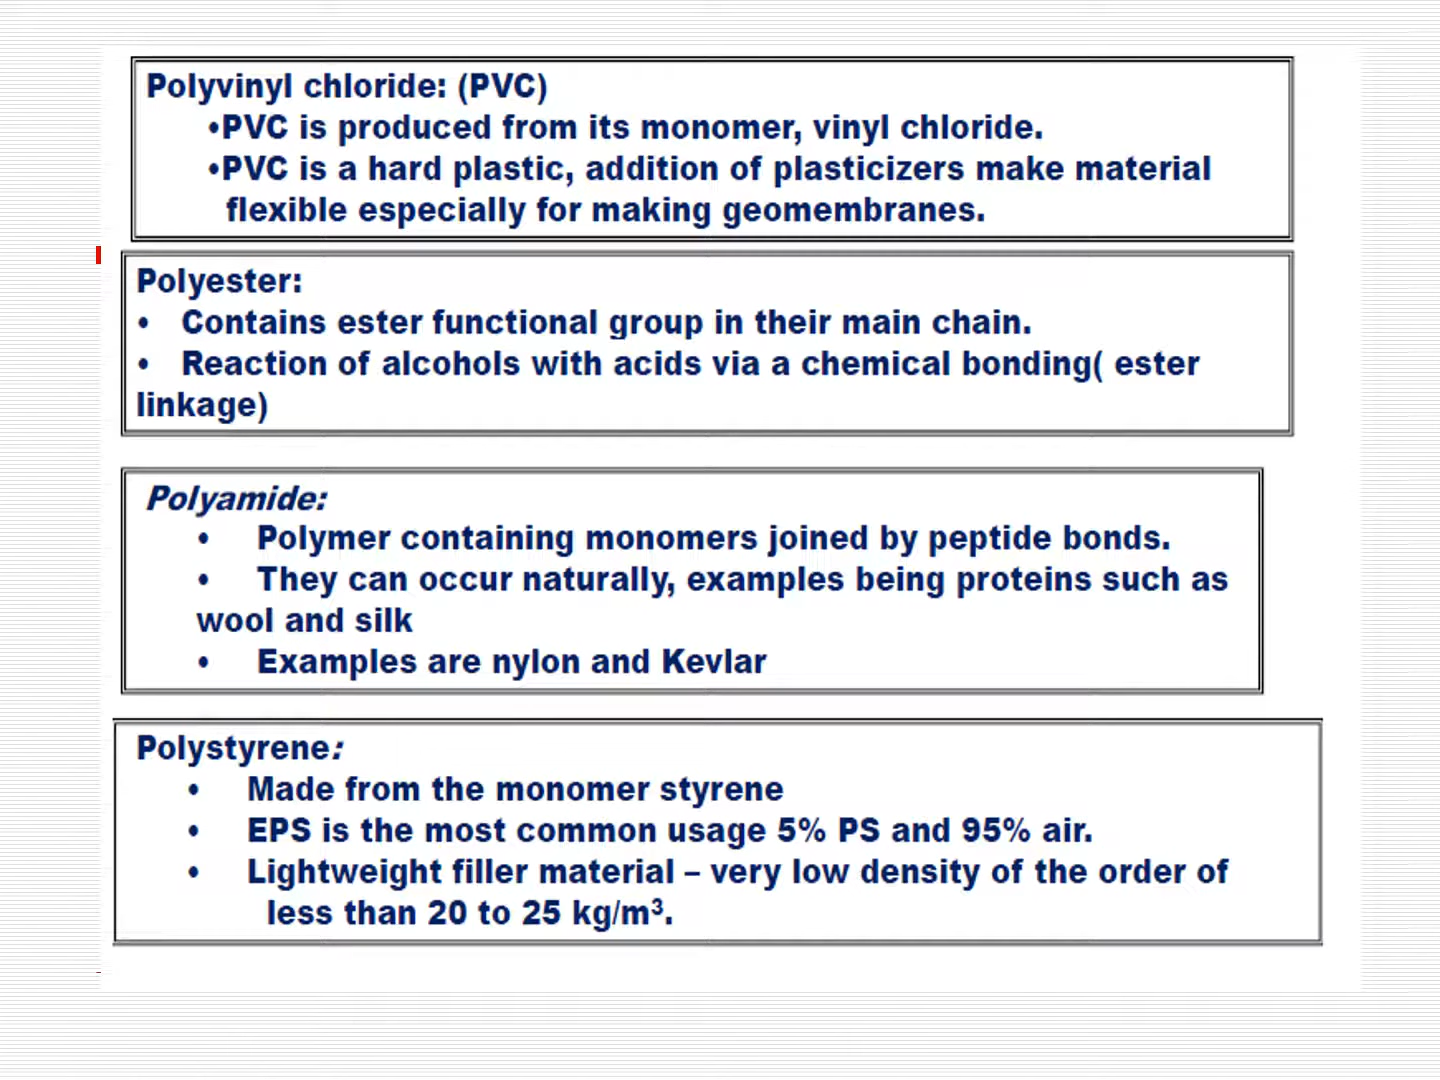 Polyvinyl chloride: (PVC)
•PVC is produced from its monomer, vinyl chloride.
•PVC is a hard plastic, addition of plasticizers make material
flexible especially for making geomembranes.
Polyester:
• Contains ester functional group in their main chain.
• Reaction of alcohols with acids via a chemical bonding( ester
linkage)
Polyamide:
• Polymer containing monomers joined by peptide bonds.
• They can occur naturally, examples being proteins such as
wool and silk
• Examples are nylon and Kevlar
Polystyrene:
• Made from the monomer styrene
• EPS is the most common usage 5% PS and 95% air.
• Lightweight filler material – very low density of the order of
less than 20 to 25 kg/m³.